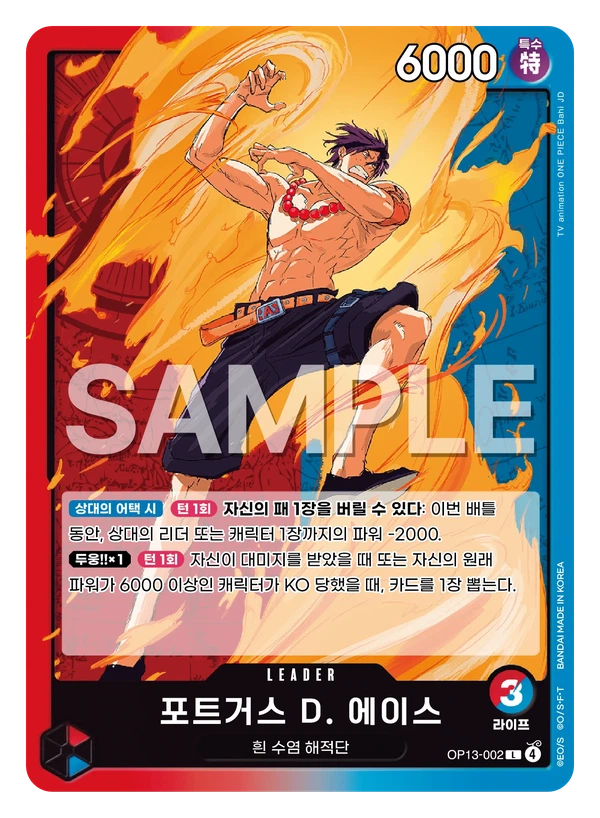 6000
특수
特
TV animation ONE PIECE Bahi JD
SAMPLE
상대의 어택 시 턴 1회 자신의 패 1장을 버릴 수 있다: 이번 배틀
동안, 상대의 리더 또는 캐릭터 1장까지의 파워 -2000.
두웅!!×1 턴 1회 자신이 대미지를 받았을 때 또는 자신의 원래
파워가 6000 이상인 캐릭터가 KO 당했을 때, 카드를 1장 뽑는다.
LEADER
포트거스 D. 에이스
흰 수염 해적단
3
라이프
OP13-002 L 4
©EO/S ©O/S·F·T BANDAI MADE IN KOREA